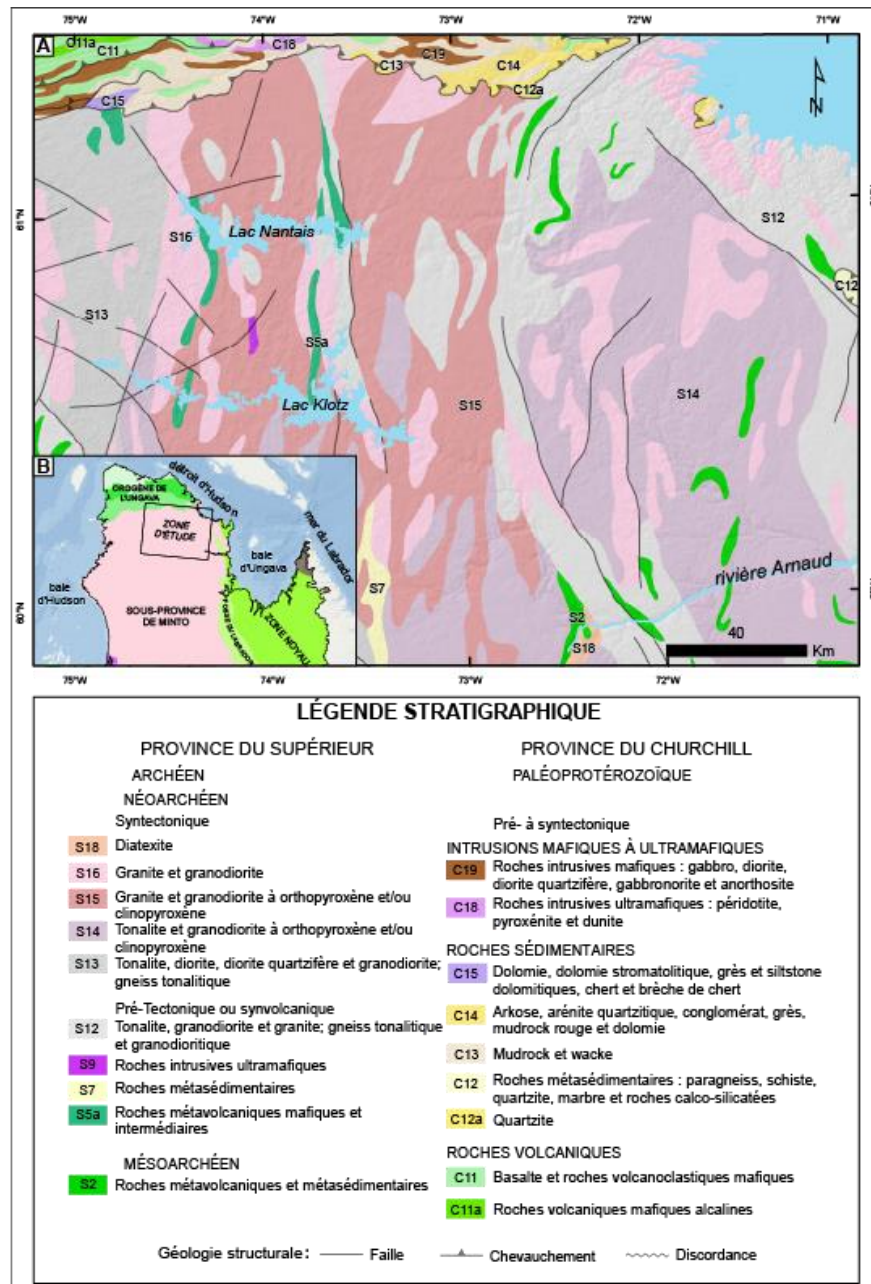 75°W 74°W 73°W 72°W 71°W
A
C11a
C11
C18
C19
C13
C14
C12a
C15
61°N
S16
Lac Nantais
S12
C12
S13
S5a
S14
Lac Klotz
S15
B
détroit d'Hudson
OROGÈNE DE
L'UNGAVA
ZONE
D'ÉTUDE
mer du Labrador
baie
d'Ungava
baie
d'Hudson
SOUS-PROVINCE
DE MINTO
ZONE NOYAU
60°N
S7
rivière Arnaud
S2
S18
40
Km
75°W 74°W 73°W 72°W
LÉGENDE STRATIGRAPHIQUE
PROVINCE DU SUPÉRIEUR
ARCHÉEN
NÉOARCHÉEN
Syntectonique
S18 Diatexite
S16 Granite et granodiorite
S15 Granite et granodiorite à orthopyroxène et/ou
clinopyroxène
S14 Tonalite et granodiorite à orthopyroxène et/ou
clinopyroxène
S13 Tonalite, diorite, diorite quartzifère et granodiorite;
gneiss tonalitique
Pré-Tectonique ou synvolcanique
S12 Tonalite, granodiorite et granite; gneiss tonalitique
et granodioritique
S9 Roches intrusives ultramafiques
S7 Roches métasédimentaires
S5a Roches métavolcaniques mafiques et
intermédiaires
MÉSOARCHÉEN
S2 Roches métavolcaniques et métasédimentaires
PROVINCE DU CHURCHILL
PALÉOPROTÉROZOÏQUE
Pré- à syntectonique
INTRUSIONS MAFIQUES À ULTRAMAFIQUES
C19 Roches intrusives mafiques : gabbro, diorite,
diorite quartzifère, gabbronorite et anorthosite
C18 Roches intrusives ultramafiques : péridotite,
pyroxénite et dunite
ROCHES SÉDIMENTAIRES
C15 Dolomie, dolomie stromatolitique, grès et siltstone
dolomitiques, chert et brèche de chert
C14 Arkose, arénite quartzitique, conglomérat, grès,
mudrock rouge et dolomie
C13 Mudrock et wacke
C12 Roches métasédimentaires : paragneiss, schiste,
quartzite, marbre et roches calco-silicatées
C12a Quartzite
ROCHES VOLCANIQUES
C11 Basalte et roches volcanoclastiques mafiques
C11a Roches volcaniques mafiques alcalines
Géologie structurale : Faille Chevauchement Discordance